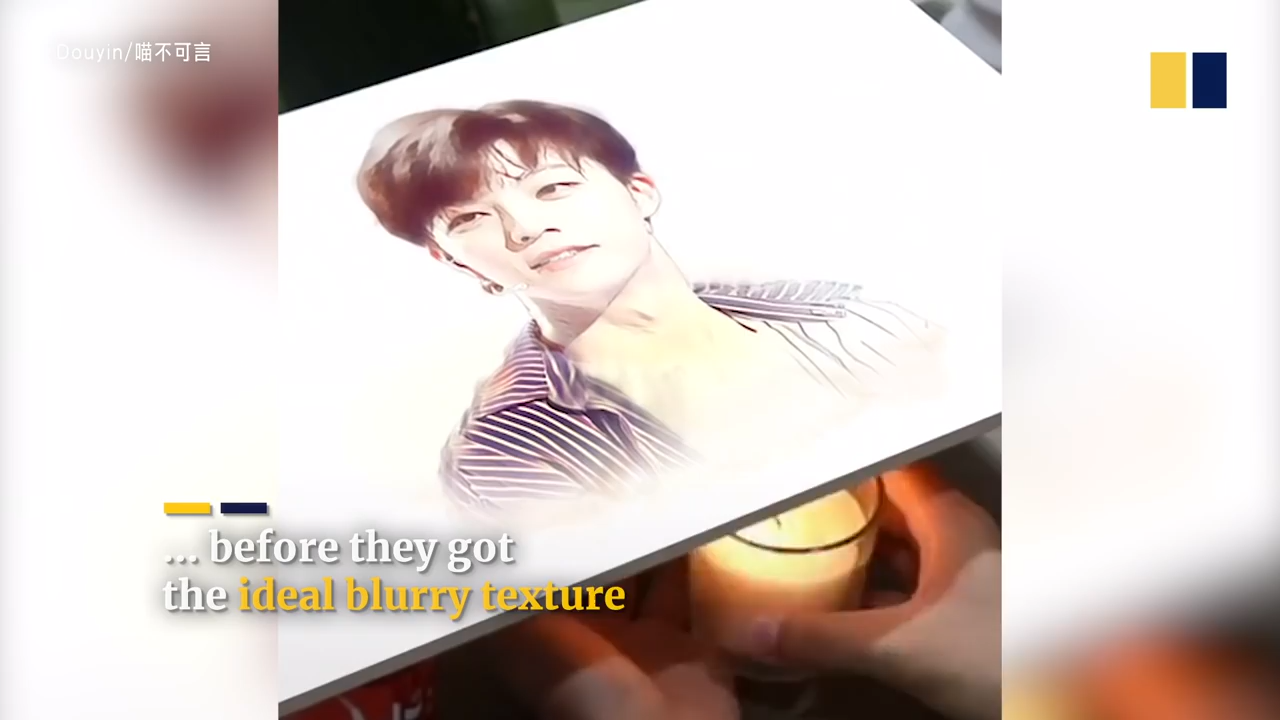 Douyin/喵不可言
... before they got
the ideal blurry texture